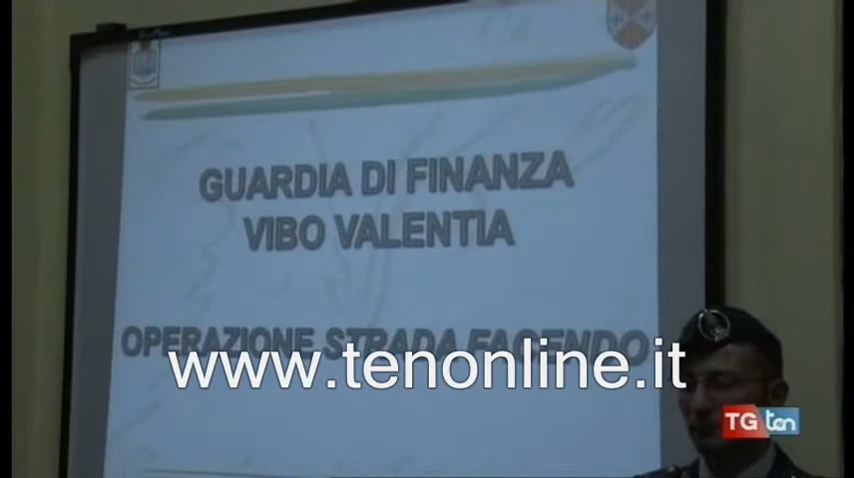 GUARDIA DI FINANZA
VIBO VALENTIA
OPERAZIONE STRADA FACENDO
www.tenonline.it
TG ten